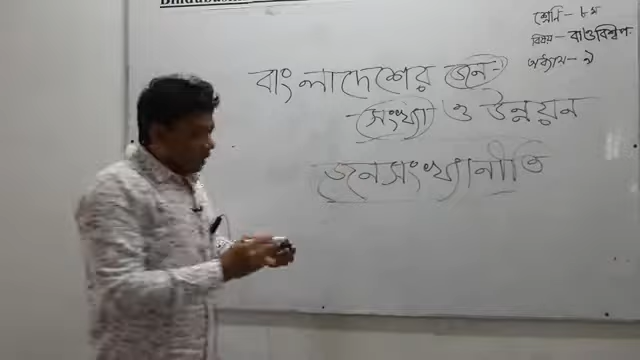 শ্রেণি - ৮ম
বিষয় - বাওবিশ্বপ
অধ্যায় - ৯
বাংলাদেশের জন-
সংখ্যা ও উন্নয়ন
জনসংখ্যানীতি